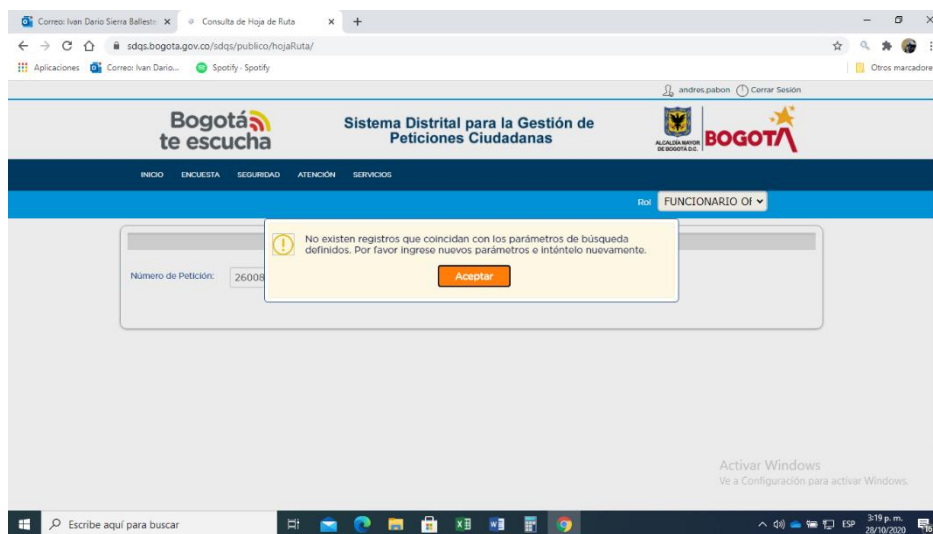 Correo: Ivan Dario Sierra Balleste
Consulta de Hoja de Ruta
sdqs.bogota.gov.co/sdqs/publico/hojaRuta/
Aplicaciones
Correo: Ivan Dario...
Spotify - Spotify
Otros marcadore
andres.pabon
Cerrar Sesión
Bogotá
te escucha
Sistema Distrital para la Gestión de
Peticiones Ciudadanas
ALCALDÍA MAYOR
DE BOGOTÁ D.C.
BOGOTÁ
INICIO ENCUESTA SEGURIDAD ATENCIÓN SERVICIOS
Rol FUNCIONARIO OF
No existen registros que coincidan con los parámetros de búsqueda
definidos. Por favor ingrese nuevos parámetros e inténtelo nuevamente.
Número de Petición: 26008
Aceptar
Activar Windows
Ve a Configuración para activar Windows.
Escribe aquí para buscar
ESP
3:19 p. m.
28/10/2020
16